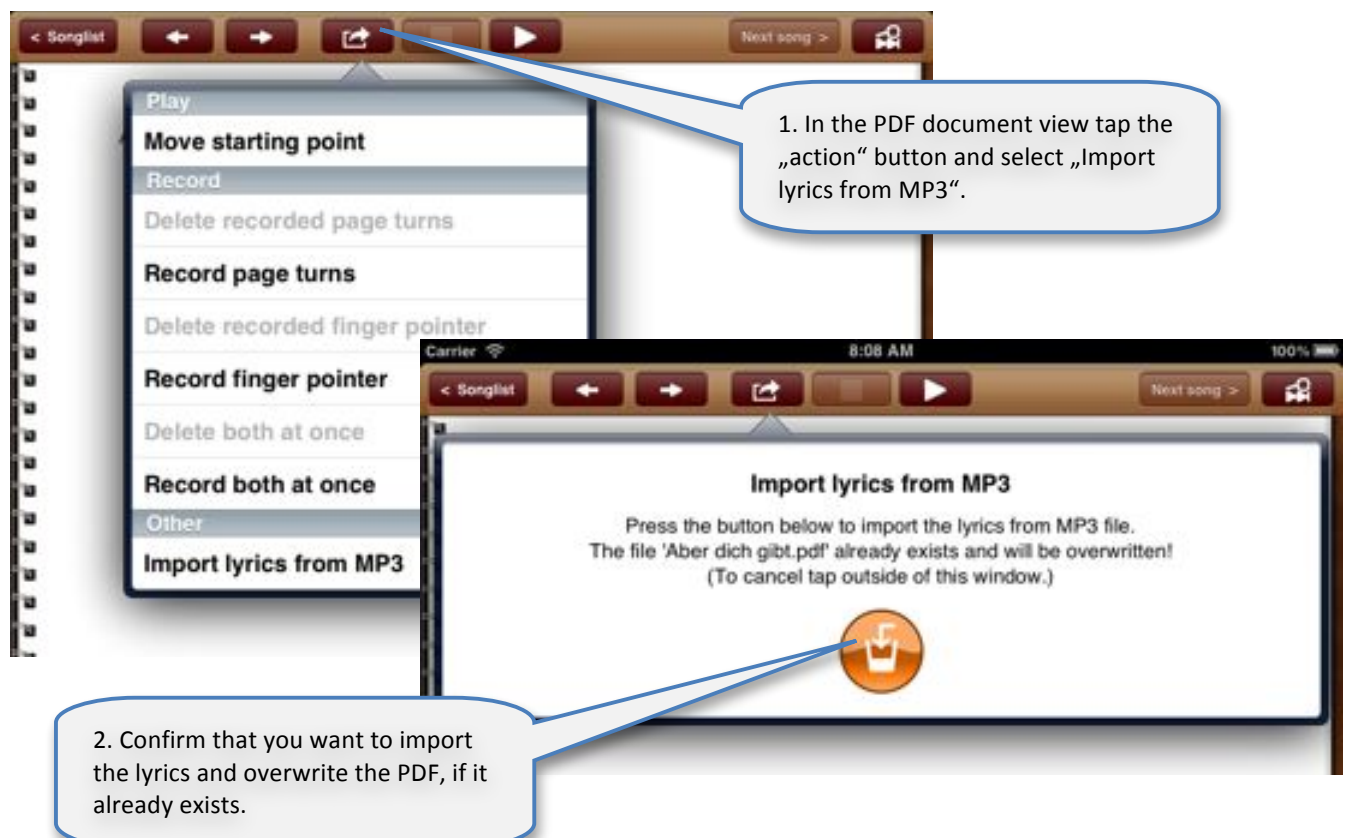 < Songlist
Next song >
Play
Move starting point
Record
Delete recorded page turns
Record page turns
Delete recorded finger pointer
Record finger pointer
Delete both at once
Record both at once
Other
Import lyrics from MP3
1. In the PDF document view tap the
„action“ button and select „Import
lyrics from MP3“.
Carrier
8:08 AM
100%
< Songlist
Next song >
Import lyrics from MP3
Press the button below to import the lyrics from MP3 file.
The file 'Aber dich gibt.pdf' already exists and will be overwritten!
(To cancel tap outside of this window.)
2. Confirm that you want to import
the lyrics and overwrite the PDF, if it
already exists.